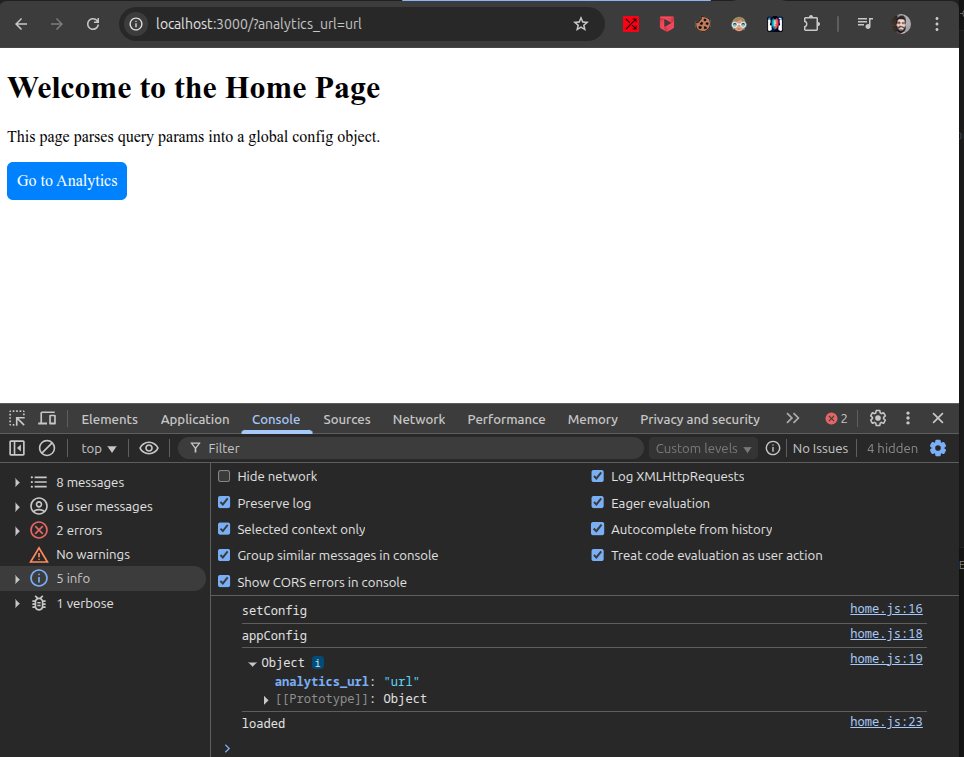 localhost:3000/?analytics_url=url
Welcome to the Home Page
This page parses query params into a global config object.
Go to Analytics
Elements Application Console Sources Network Performance Memory Privacy and security 2
top Filter Custom levels No Issues 4 hidden
8 messages
6 user messages
2 errors
No warnings
5 info
1 verbose
Hide network Log XMLHttpRequests
Preserve log Eager evaluation
Selected context only Autocomplete from history
Group similar messages in console Treat code evaluation as user action
Show CORS errors in console
setConfig home.js:16
appConfig home.js:18
Object i home.js:19
analytics_url: "url"
[[Prototype]]: Object
loaded home.js:23